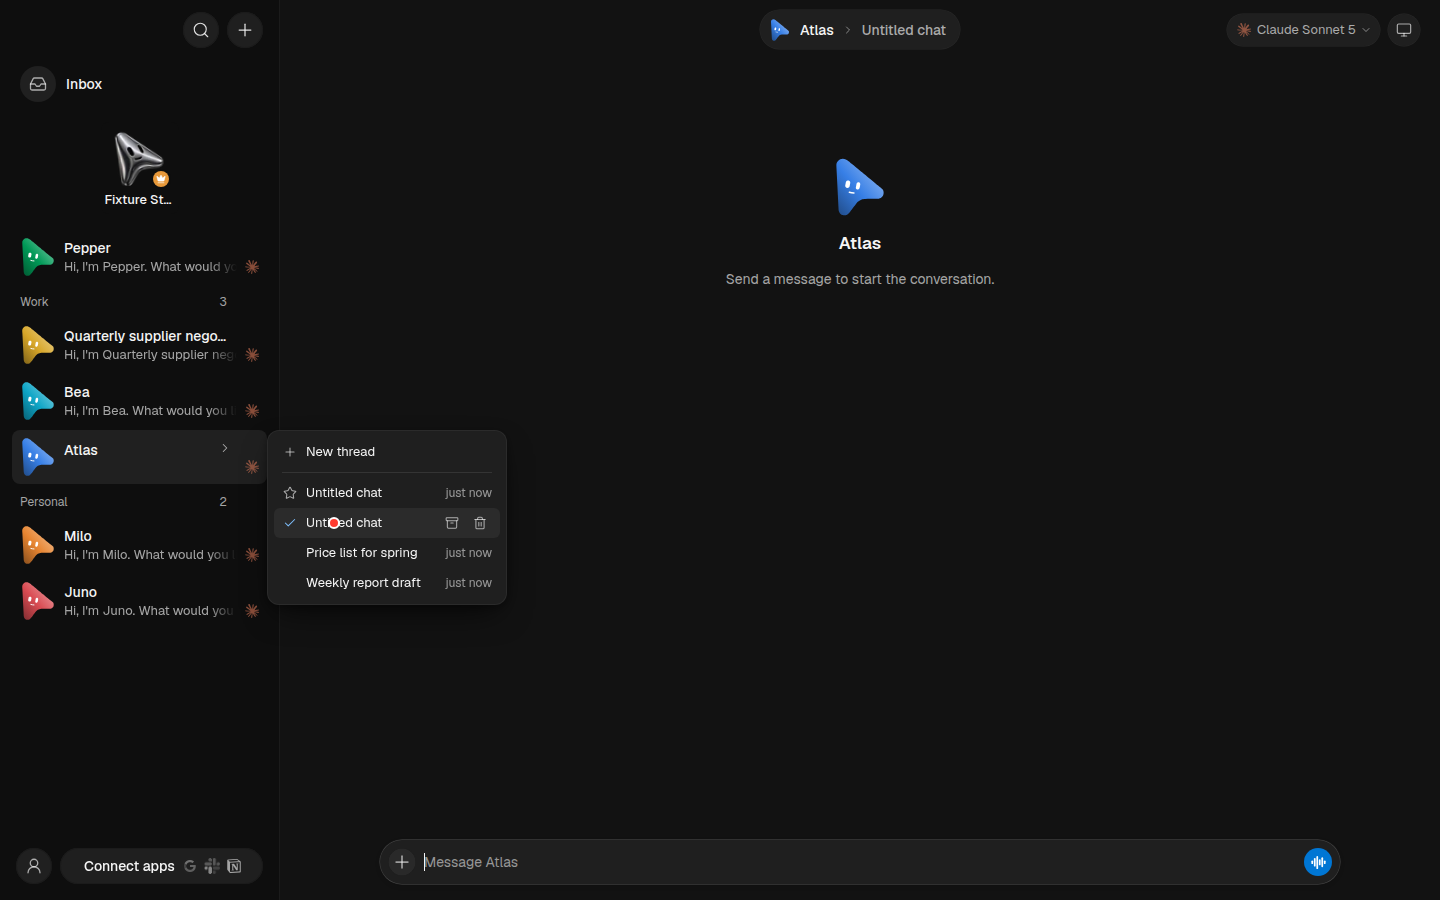 Inbox
Fixture St...
Pepper
Hi, I'm Pepper. What would yo
Work 3
Quarterly supplier nego...
Hi, I'm Quarterly supplier neg
Bea
Hi, I'm Bea. What would you l
Atlas
Personal 2
Milo
Hi, I'm Milo. What would you l
Juno
Hi, I'm Juno. What would you
Connect apps
New thread
Untitled chat just now
Untitled chat
Price list for spring just now
Weekly report draft just now
Atlas Untitled chat
Claude Sonnet 5
Atlas
Send a message to start the conversation.
Message Atlas